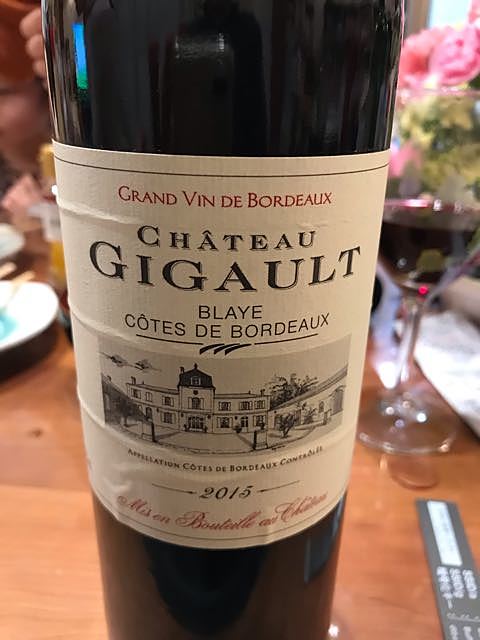 GRAND VIN DE BORDEAUX
CHÂTEAU
GIGAULT
BLAYE
CÔTES DE BORDEAUX
APPELLATION CÔTES DE BORDEAUX CONTRÔLÉE
2015
Mis en Bouteille au Château